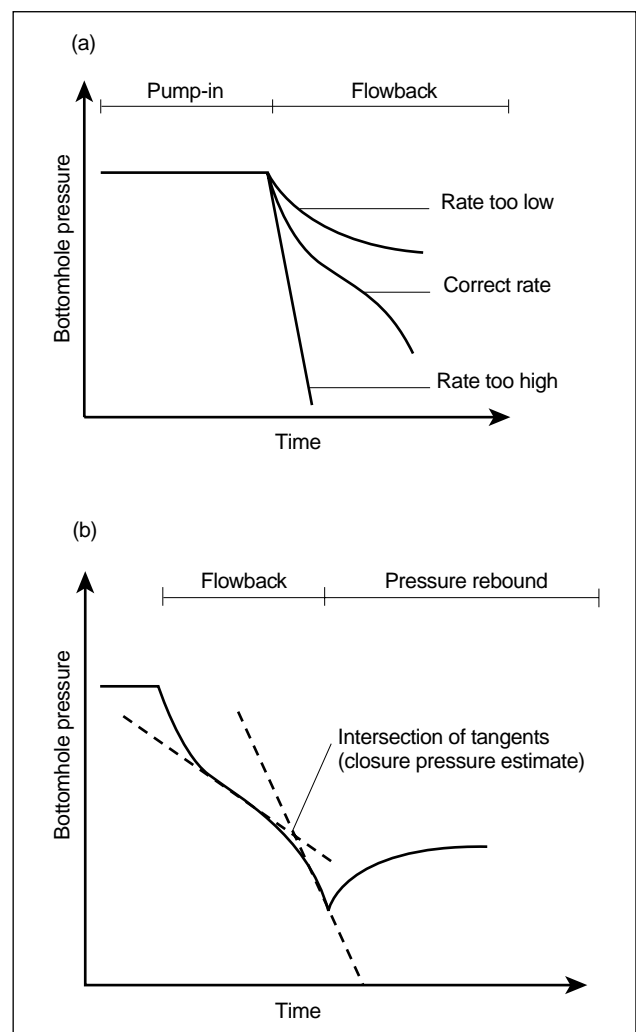 (a)
Pump-in Flowback
Bottomhole pressure
Rate too low
Correct rate
Rate too high
Time
(b)
Flowback Pressure rebound
Bottomhole pressure
Intersection of tangents
(closure pressure estimate)
Time